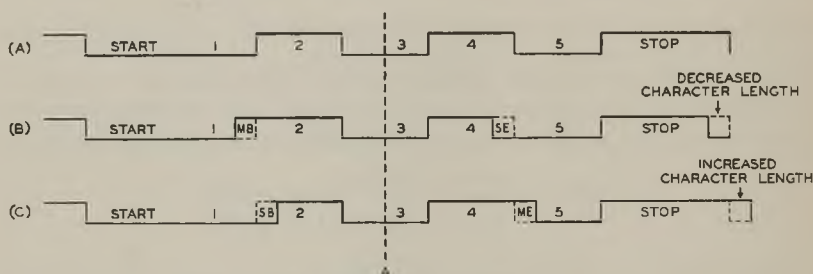 (A) START 1 2 3 4 5 STOP
DECREASED
CHARACTER LENGTH
(B) START 1 MB 2 3 4 SE 5 STOP
INCREASED
CHARACTER LENGTH
(C) START 1 SB 2 3 4 ME 5 STOP